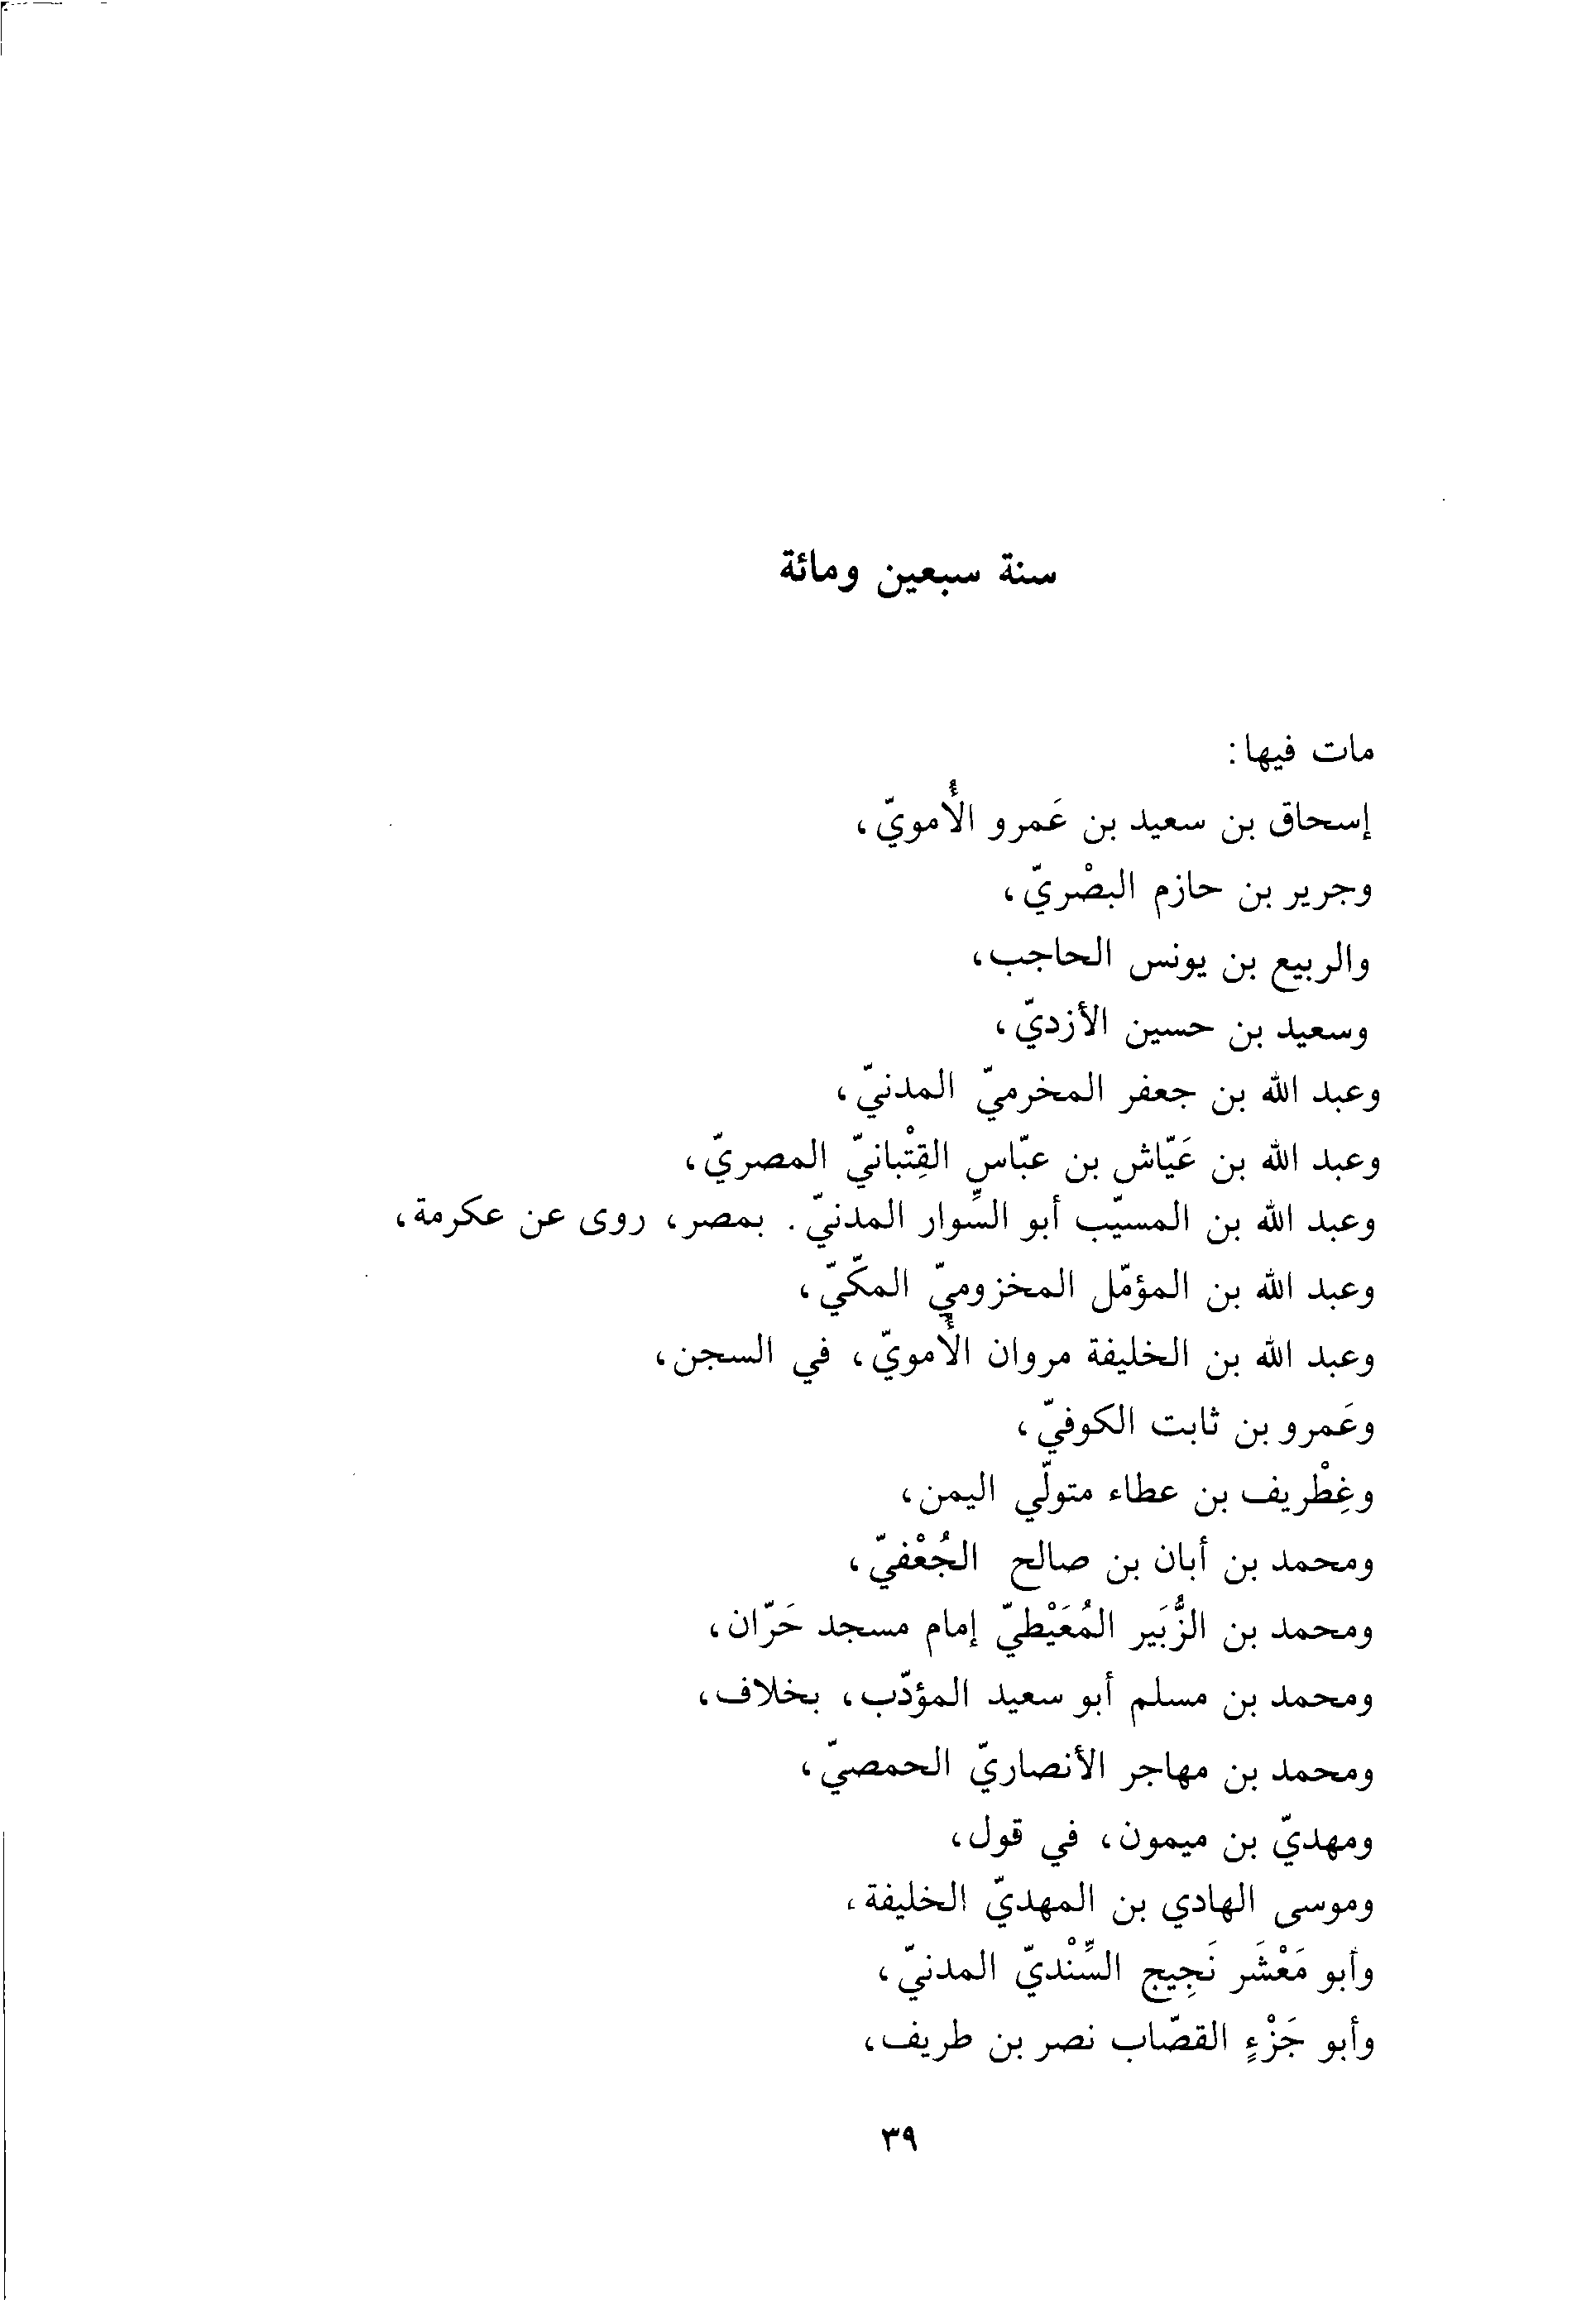 سنة سبعين ومائة
مات فيها:
إسحاق بن سعيد بن عَمرو الأُمويّ،
وجرير بن حازم البصْريّ،
والربيع بن يونس الحاجب،
وسعيد بن حسين الأزديّ،
وعبد الله بن جعفر المخرميّ المدنيّ،
وعبد الله بن عَيّاش بن عبّاس القِتْبانيّ المصريّ،
وعبد الله بن المسيّب أبو السِّوار المدنيّ. بمصر، روى عن عكرمة،
وعبد الله بن المؤمّل المخزوميّ المكّيّ،
وعبد الله بن الخليفة مروان الأُمويّ، في السجن،
وعَمرو بن ثابت الكوفيّ،
وغِطْريف بن عطاء متولّي اليمن،
ومحمد بن أبان بن صالح الجُعْفيّ،
ومحمد بن الزُّبَير المُعَيْطيّ إمام مسجد حَرّان،
ومحمد بن مسلم أبو سعيد المؤدّب، بخلاف،
ومحمد بن مهاجر الأنصاريّ الحمصيّ،
ومهديّ بن ميمون، في قول،
وموسى الهادي بن المهديّ الخليفة،
وأبو مَعْشَر نَجِيج السِّنْديّ المدنيّ،
وأبو جَزْءٍ القصّاب نصر بن طريف،
٣٩